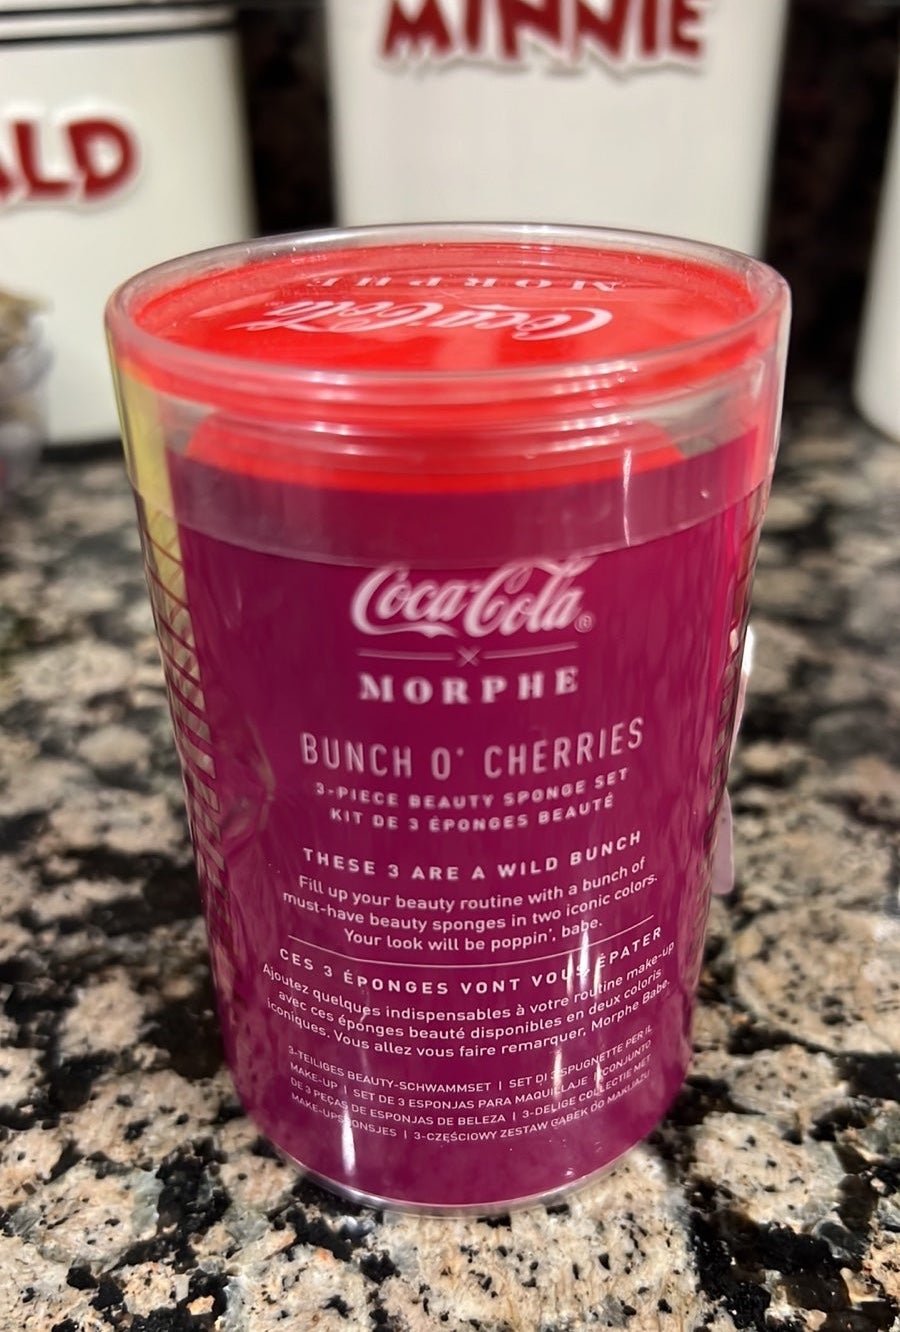 MINNIE
ALD
MORPHE
Coca-Cola
Coca-Cola®
×
MORPHE
BUNCH O' CHERRIES
3-PIECE BEAUTY SPONGE SET
KIT DE 3 ÉPONGES BEAUTÉ
THESE 3 ARE A WILD BUNCH
Fill up your beauty routine with a bunch of
must-have beauty sponges in two iconic colors.
Your look will be poppin', babe.
CES 3 ÉPONGES VONT VOUS ÉPATER
Ajoutez quelques indispensables à votre routine make-up
avec ces éponges beauté disponibles en deux coloris
iconiques. Vous allez vous faire remarquer, Morphe Babe.
3-TEILIGES BEAUTY-SCHWAMMSET | SET DI 3 SPUGNETTE PER IL
MAKE-UP | SET DE 3 ESPONJAS PARA MAQUILLAJE | CONJUNTO
DE 3 PEÇAS DE ESPONJAS DE BELEZA | 3-DELIGE COLLECTIE MET
MAKE-UPSPONSJES | 3-CZĘŚCIOWY ZESTAW GĄBEK DO MAKIJAŻU